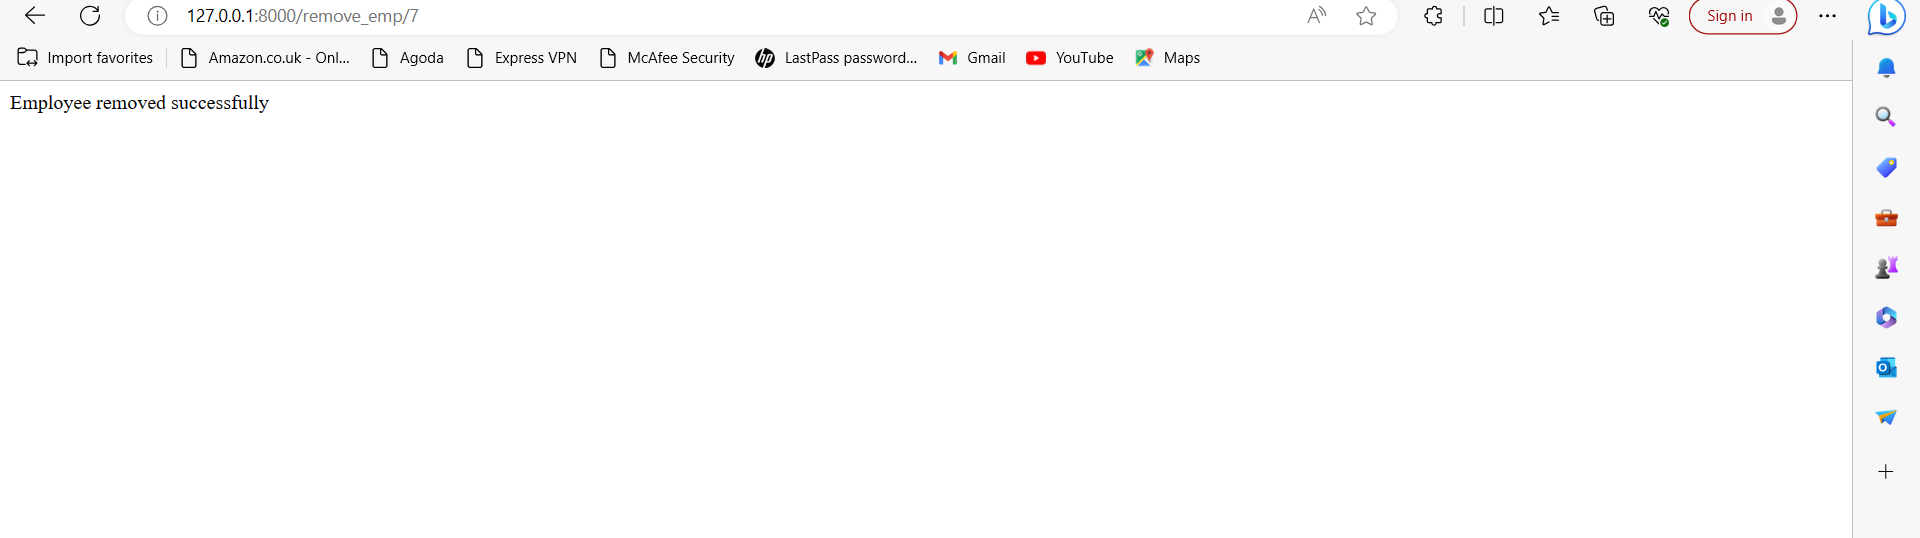 127.0.0.1:8000/remove_emp/7 Sign in
Import favorites Amazon.co.uk - Onl... Agoda Express VPN McAfee Security hp LastPass password... Gmail YouTube Maps
Employee removed successfully